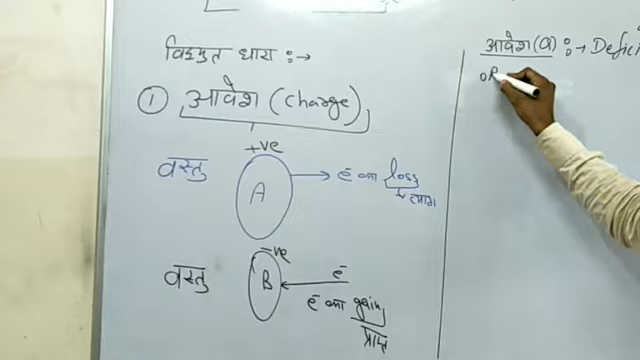 विद्युत धारा :→
① आवेश (charge)
+ve
वस्तु A → e⁻ का loss
↳ त्याग
-ve
वस्तु B ← e⁻
e⁻ का gain
प्राप्त
आवेश (Q) :→ Defici
OR